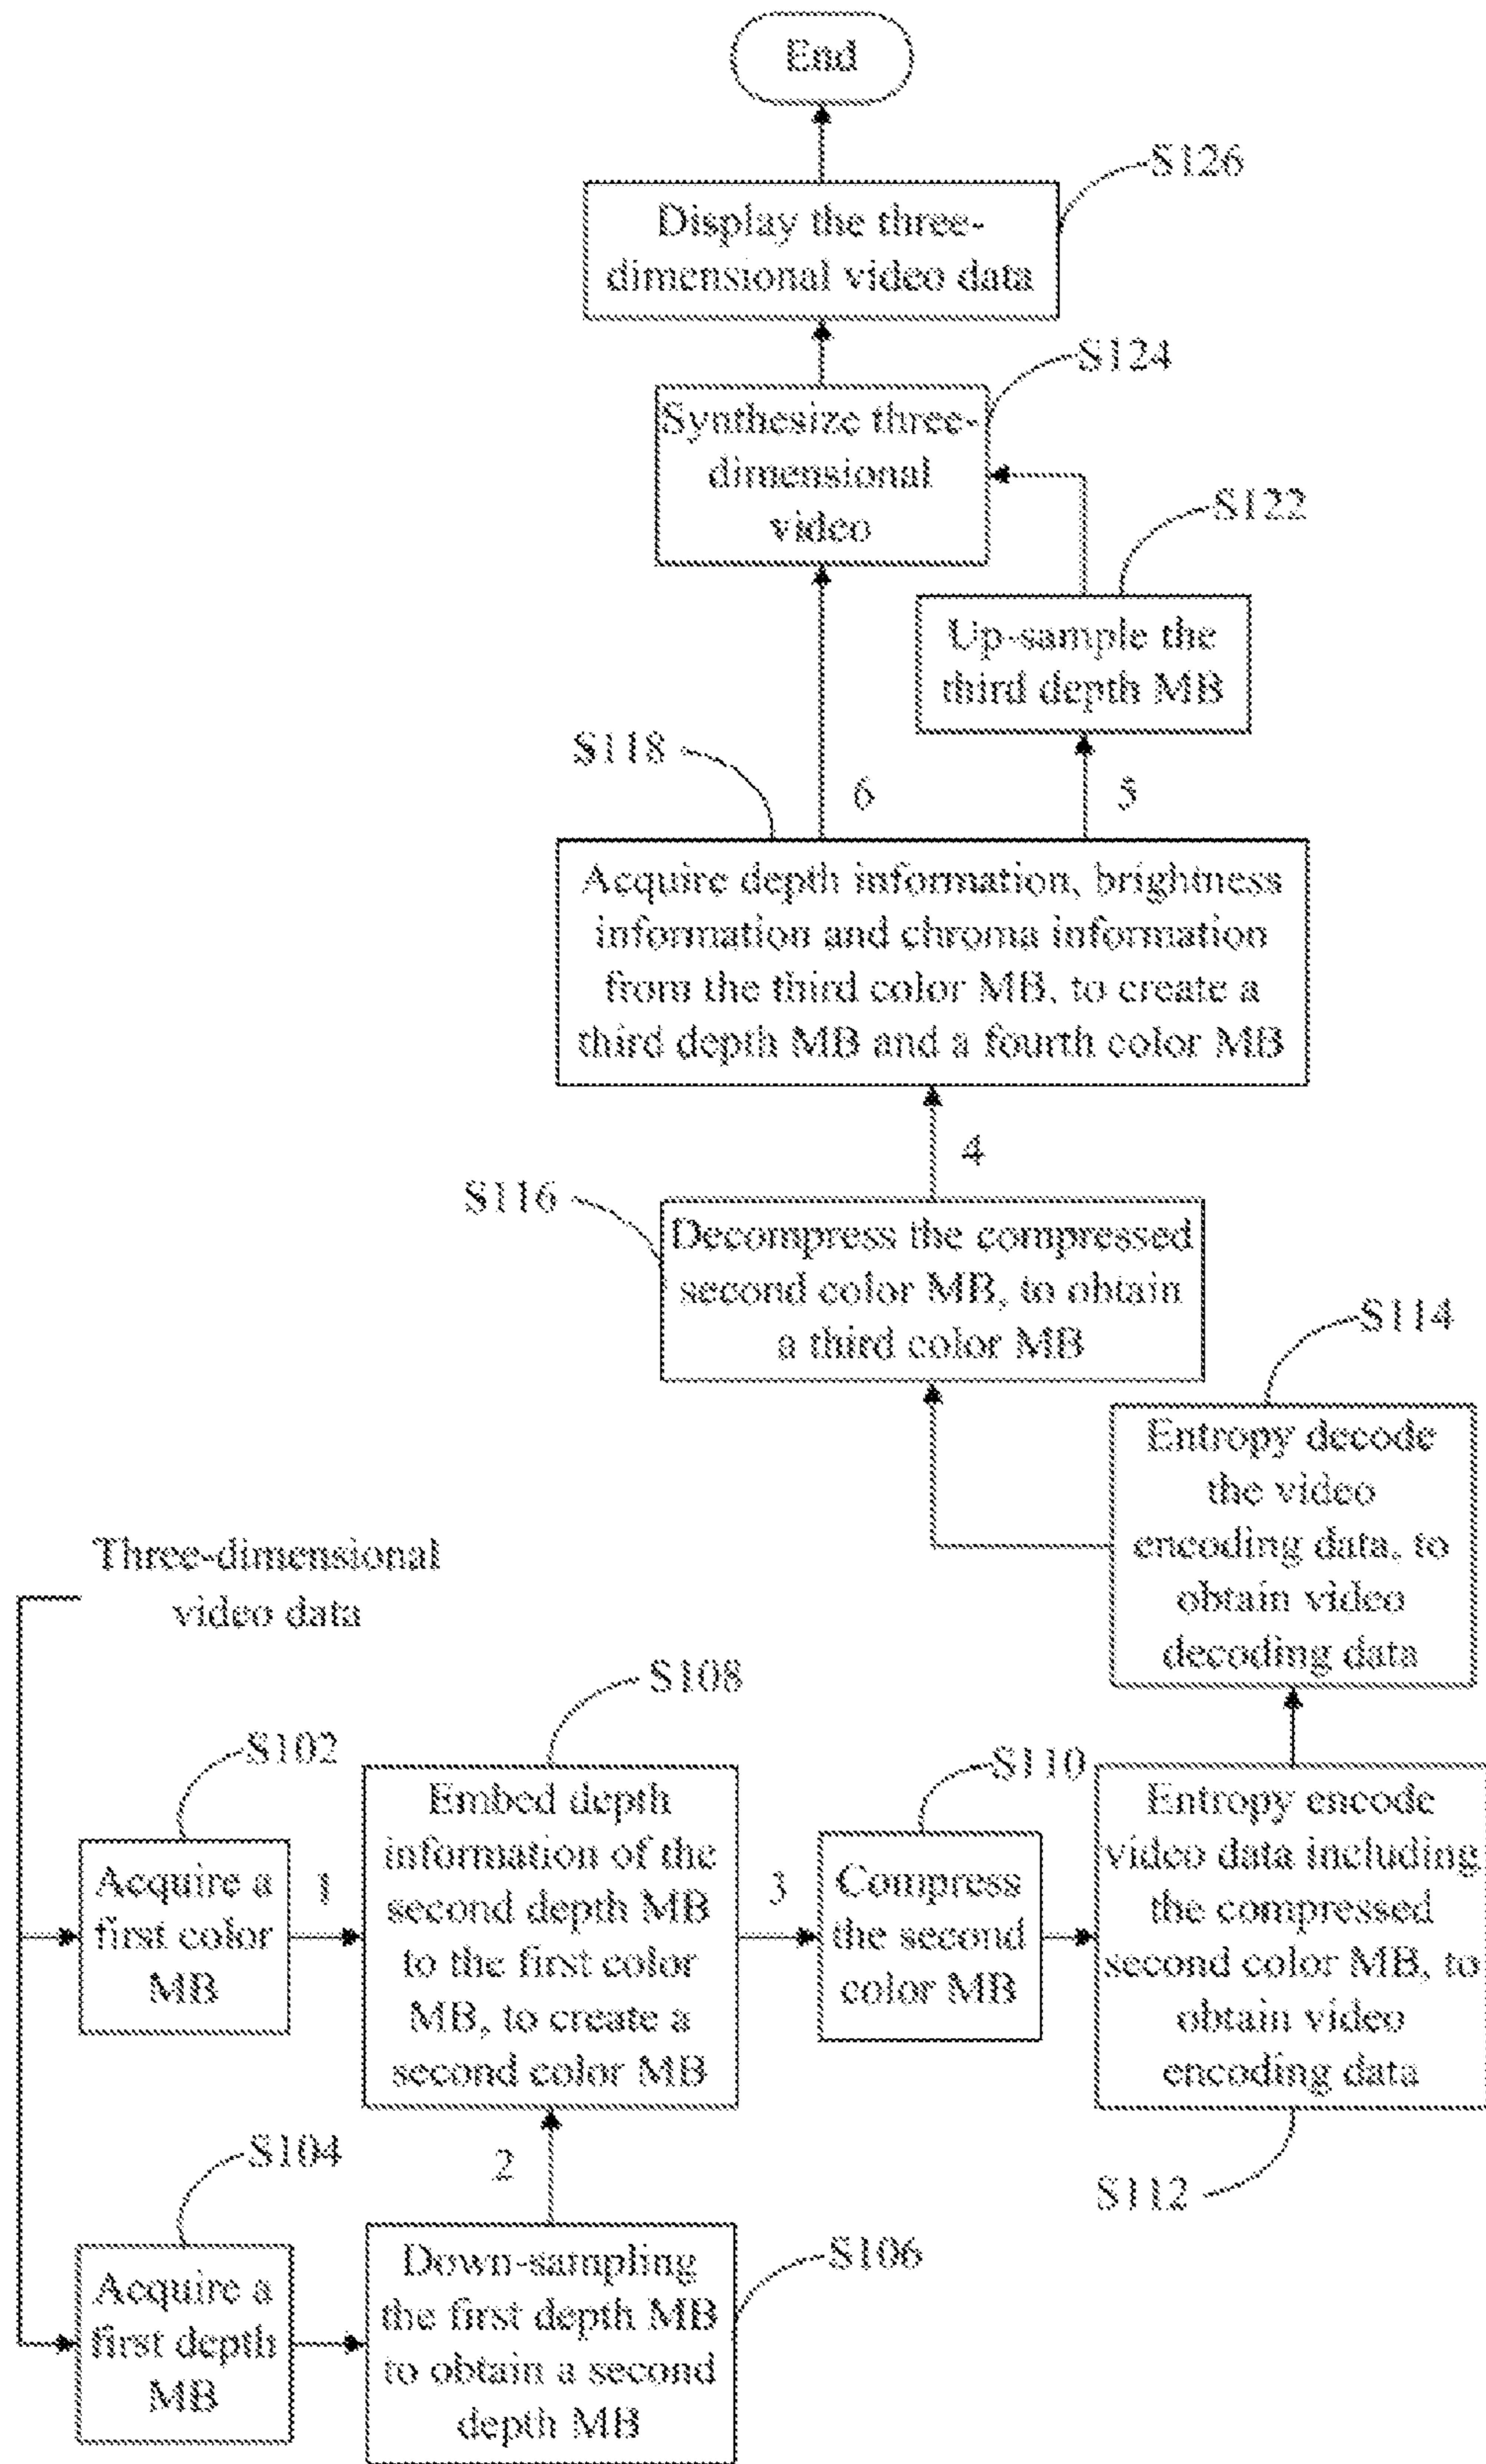 End
S126
Display the three-
dimensional video data
S124
Synthesize three-
dimensional
video
S122
Up-sample the
third depth MB
S118
6
5
Acquire depth information, brightness
information and chroma information
from the third color MB, to create a
third depth MB and a fourth color MB
4
S116
Decompress the compressed
second color MB, to obtain
a third color MB
S114
Entropy decode
the video
encoding data, to
obtain video
decoding data
Three-dimensional
video data
S108
S102
S110
Embed depth
information of the
second depth MB
to the first color
MB, to create a
second color MB
Acquire a
first color
MB
1
3
Compress
the second
color MB
Entropy encode
video data including
the compressed
second color MB, to
obtain video
encoding data
S104
2
S112
Acquire a
first depth
MB
Down-sampling
the first depth MB
to obtain a second
depth MB
S106